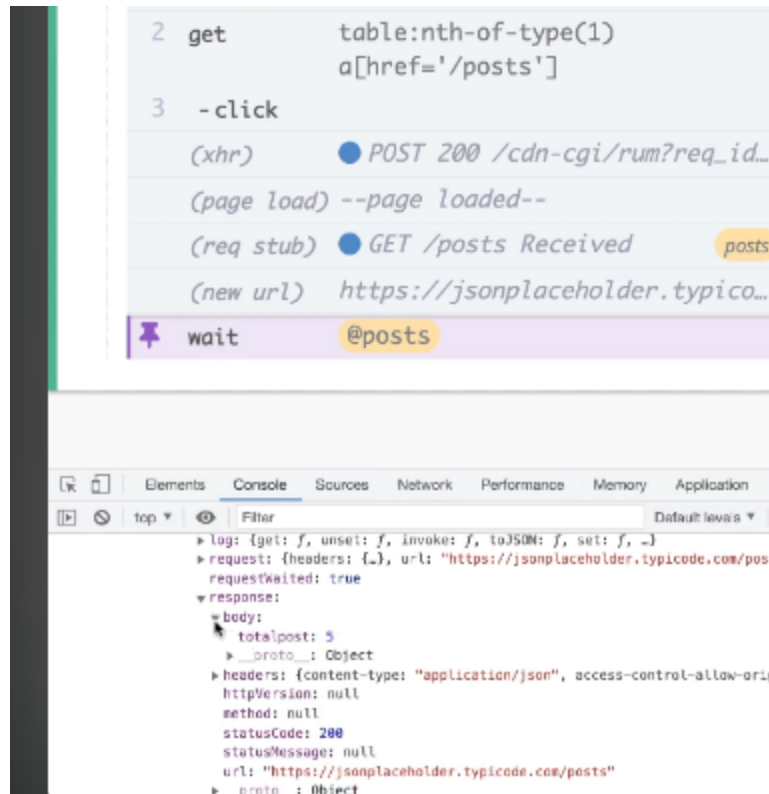 2 get table:nth-of-type(1)
a[href='/posts']
3 -click
(xhr) POST 200 /cdn-cgi/rum?req_id…
(page load) --page loaded--
(req stub) GET /posts Received posts
(new url) https://jsonplaceholder.typico…
wait @posts
Elements Console Sources Network Performance Memory Application
top ▼ Filter Default levels ▼
▶ log: {get: ƒ, unset: ƒ, invoke: ƒ, toJSON: ƒ, set: ƒ, …}
▶ request: {headers: {…}, url: "https://jsonplaceholder.typicode.com/pos
requestWaited: true
▼ response:
▼ body:
totalpost: 5
▶ __proto__: Object
▶ headers: {content-type: "application/json", access-control-allow-ori
httpVersion: null
method: null
statusCode: 200
statusMessage: null
url: "https://jsonplaceholder.typicode.com/posts"
▶ __proto__: Object